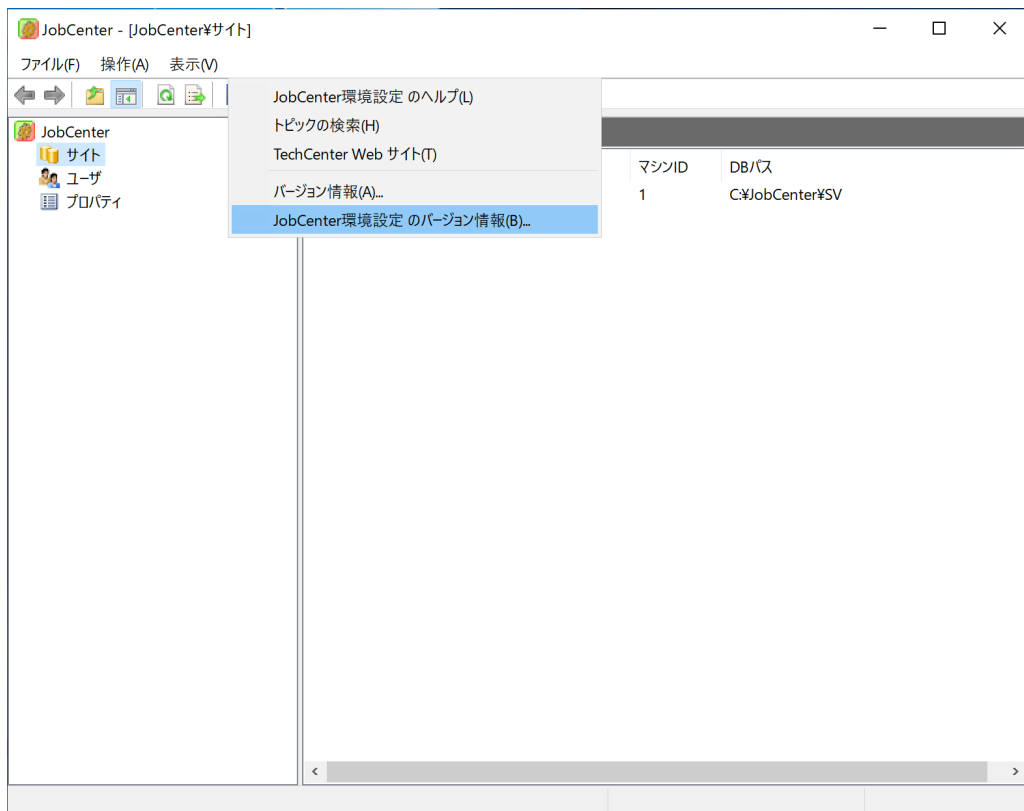 JobCenter - [JobCenter¥サイト]
ファイル(F) 操作(A) 表示(V)
JobCenter環境設定 のヘルプ(L)
トピックの検索(H)
TechCenter Web サイト(T)
バージョン情報(A)...
JobCenter環境設定 のバージョン情報(B)...
JobCenter
サイト
ユーザ
プロパティ
マシンID DBパス
1 C:¥JobCenter¥SV